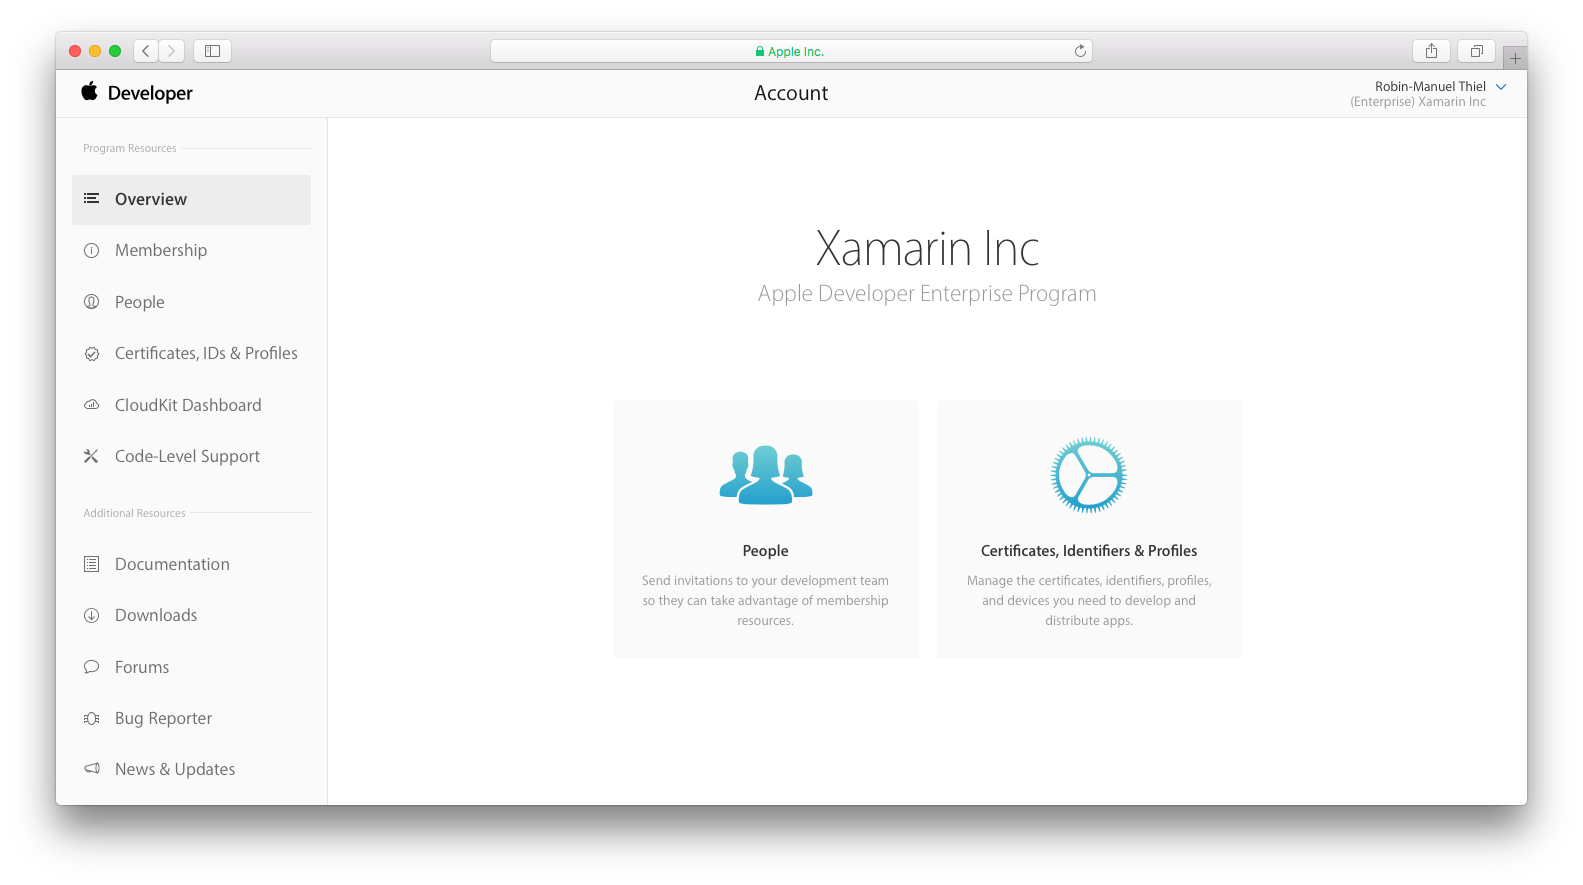 Apple Inc.
Developer
Account
Robin-Manuel Thiel
(Enterprise) Xamarin Inc
Program Resources
Overview
Membership
People
Certificates, IDs & Profiles
CloudKit Dashboard
Code-Level Support
Additional Resources
Documentation
Downloads
Forums
Bug Reporter
News & Updates
Xamarin Inc
Apple Developer Enterprise Program
People
Send invitations to your development team
so they can take advantage of membership
resources.
Certificates, Identifiers & Profiles
Manage the certificates, identifiers, profiles,
and devices you need to develop and
distribute apps.